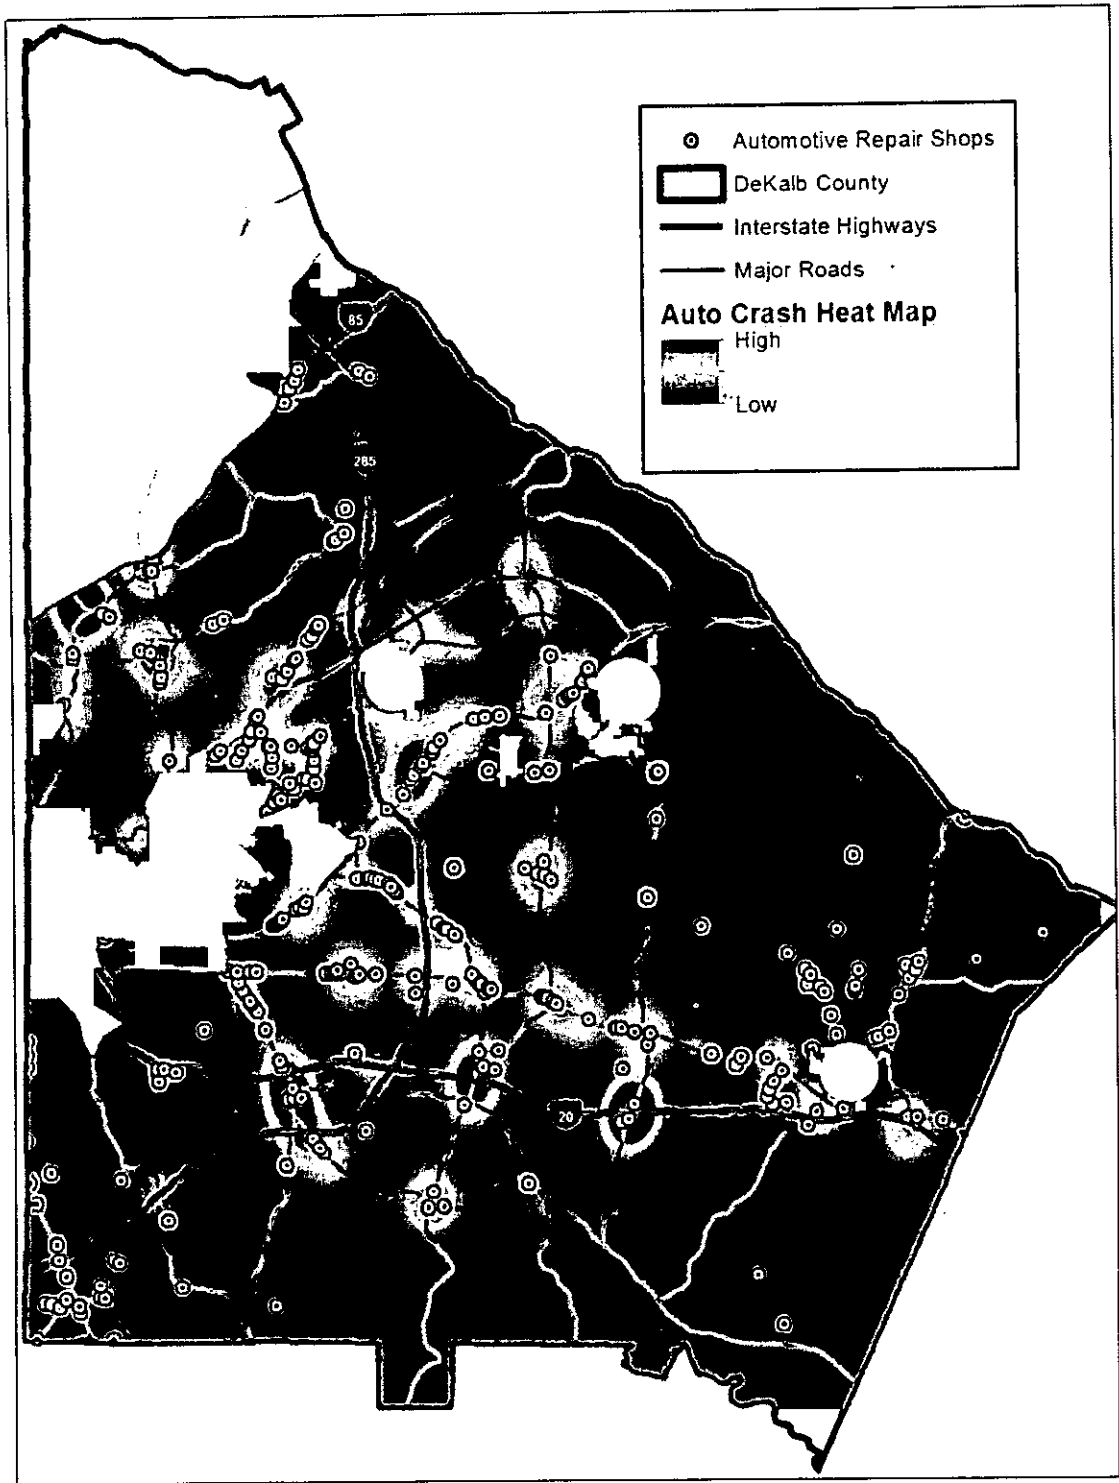 Automotive Repair Shops
DeKalb County
Interstate Highways
Major Roads
Auto Crash Heat Map
High
Low
85
285
20